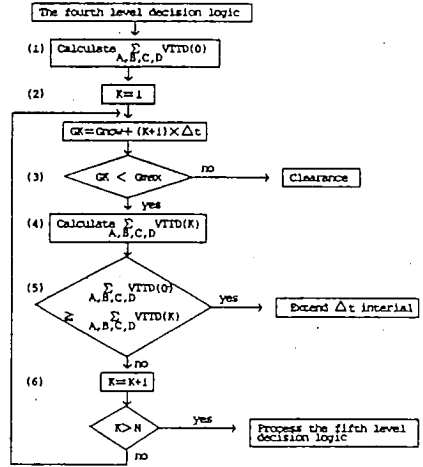 The fourth level decision logic
(1) Calculate Σ VTTD(0)
A,B,C,D
(2) K=1
GK=Gnow+(K+1)×Δt
(3) GK < Gmax
no
Clearance
yes
(4) Calculate Σ VTTD(K)
A,B,C,D
(5) Σ VTTD(0)
A,B,C,D
≥ Σ VTTD(K)
A,B,C,D
yes
Extend Δt interial
no
(6) K=K+1
K>N
yes
Process the fifth level
decision logic
no